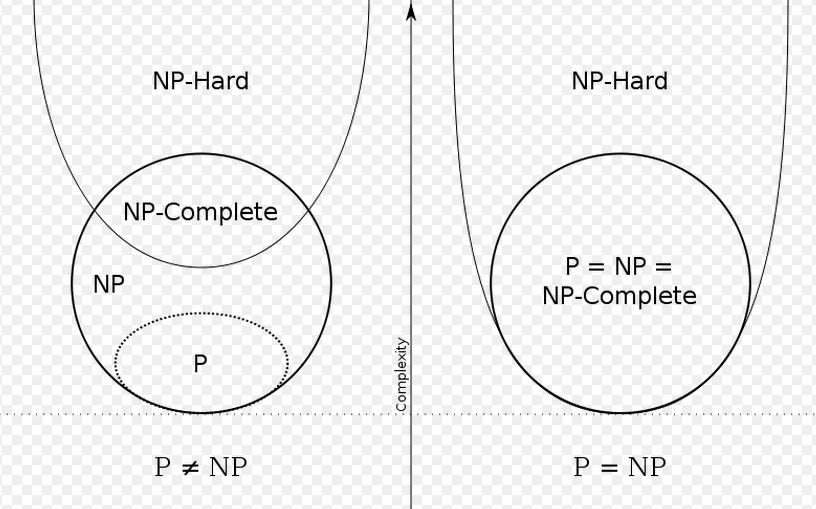 NP-Hard
NP-Complete
NP
P
P ≠ NP
Complexity
NP-Hard
P = NP =
NP-Complete
P = NP